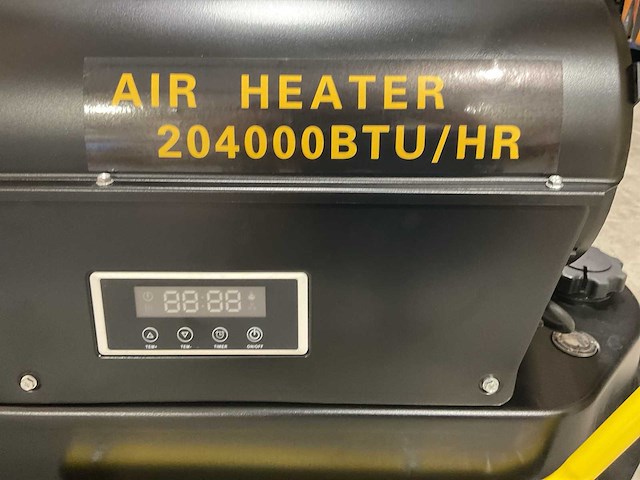 AIR HEATER
204000BTU/HR
88:88
TEM+ TEM- TIMER ON/OFF